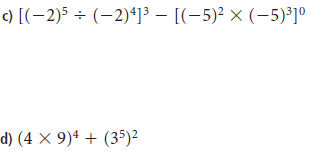 c) [(−2)⁵ ÷ (−2)⁴]³ − [(−5)² × (−5)³]⁰
d) (4 × 9)⁴ + (3⁵)²